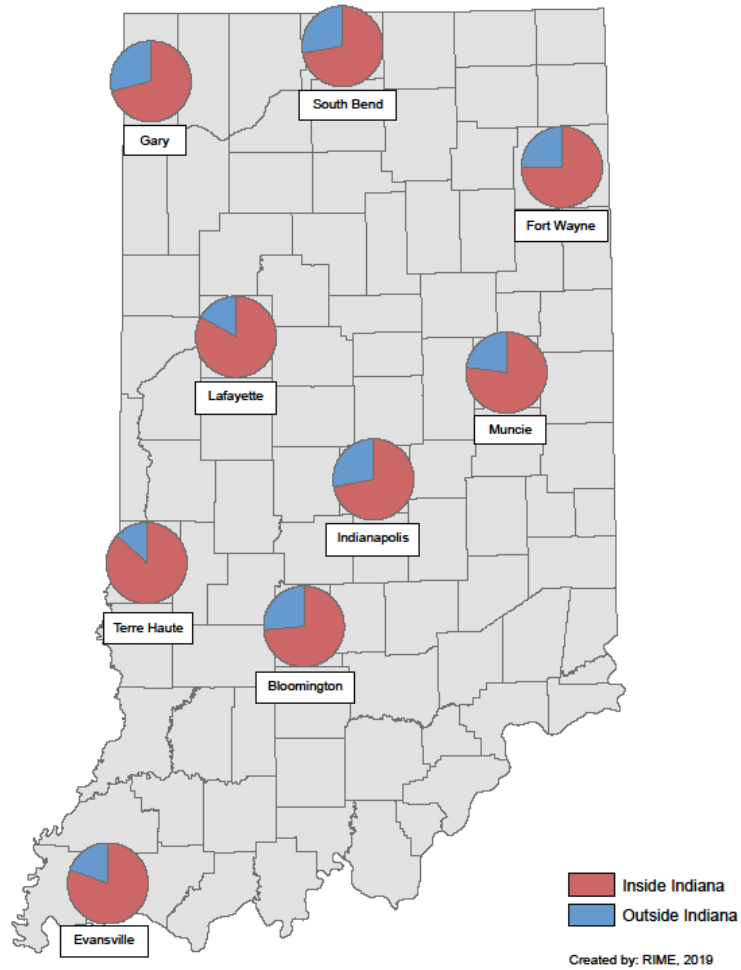 South Bend
Gary
Fort Wayne
Lafayette
Muncie
Indianapolis
Terre Haute
Bloomington
Evansville
Inside Indiana
Outside Indiana
Created by: RIME, 2019